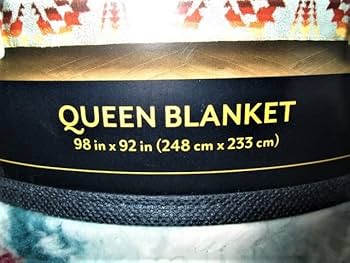 QUEEN BLANKET
98 in x 92 in (248 cm x 233 cm)